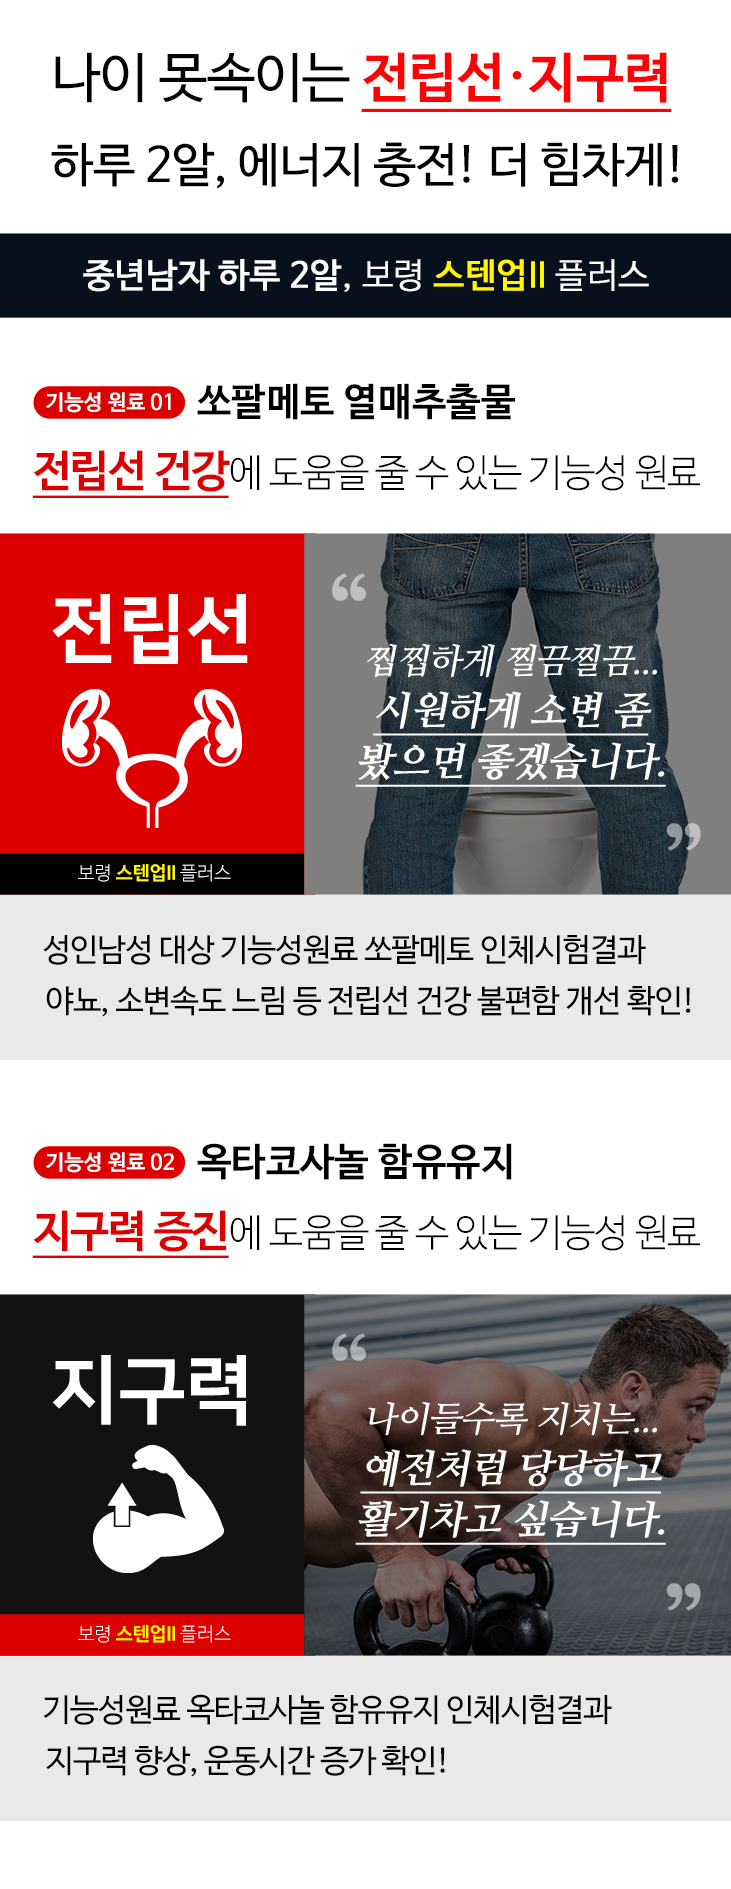 나이 못속이는 전립선·지구력
하루 2알, 에너지 충전! 더 힘차게!
중년남자 하루 2알, 보령 스텐업II 플러스
기능성 원료 01 쏘팔메토 열매추출물
전립선 건강에 도움을 줄 수 있는 기능성 원료
전립선
보령 스텐업II 플러스
“
찝찝하게 찔끔찔끔...
시원하게 소변 좀
봤으면 좋겠습니다.
”
성인남성 대상 기능성원료 쏘팔메토 인체시험결과
야뇨, 소변속도 느림 등 전립선 건강 불편함 개선 확인!
기능성 원료 02 옥타코사놀 함유유지
지구력 증진에 도움을 줄 수 있는 기능성 원료
지구력
보령 스텐업II 플러스
“
나이들수록 지치는...
예전처럼 당당하고
활기차고 싶습니다.
”
기능성원료 옥타코사놀 함유유지 인체시험결과
지구력 향상, 운동시간 증가 확인!